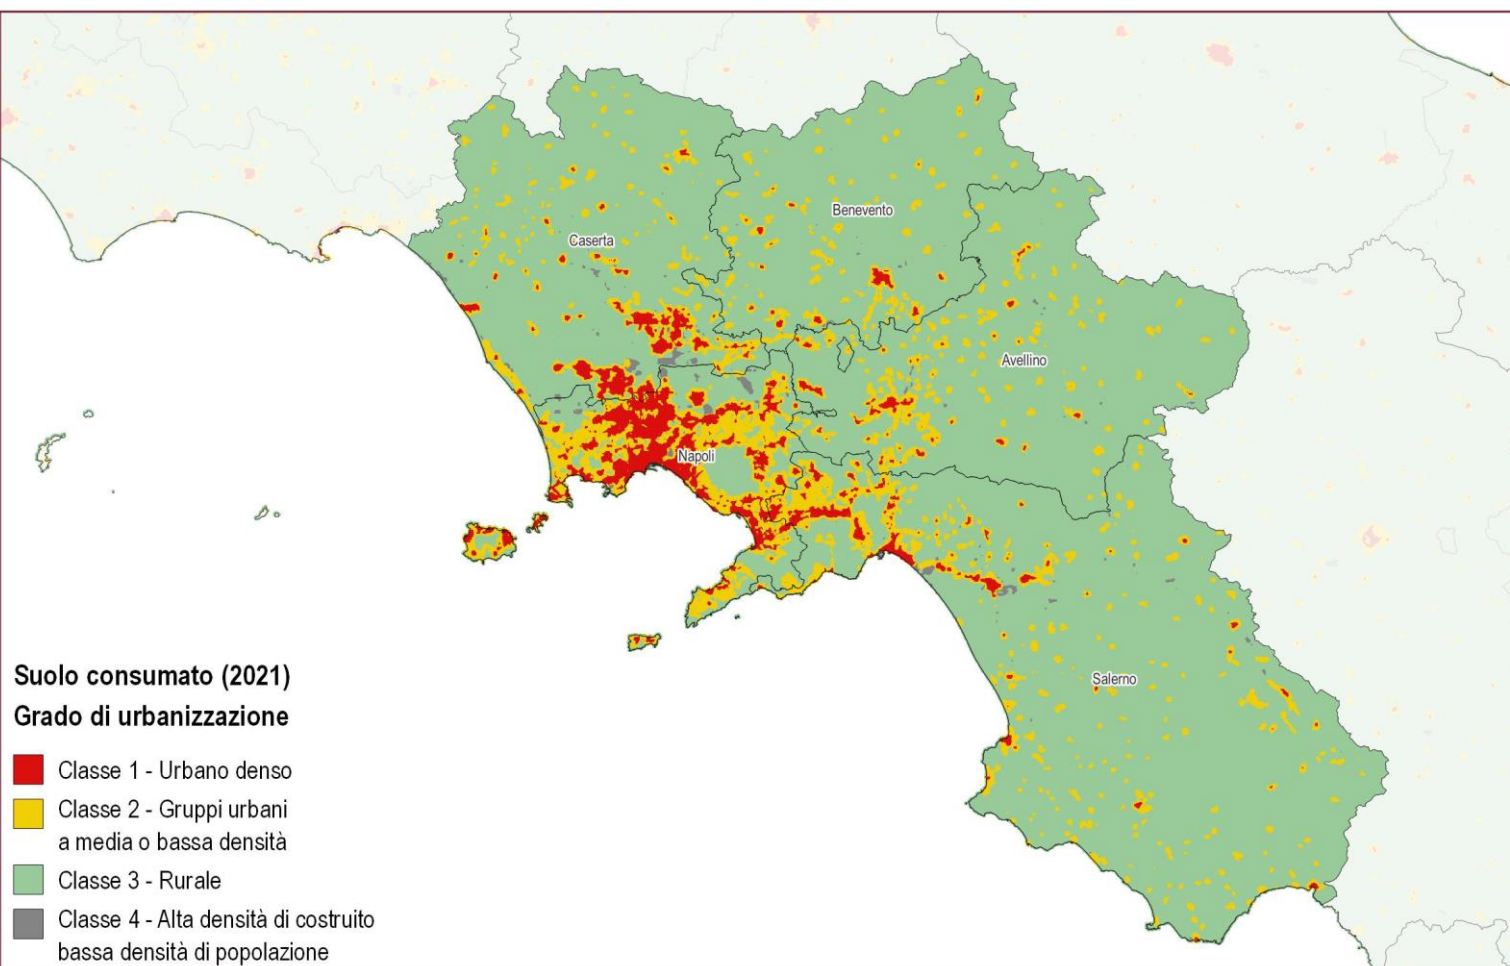 Benevento
Caserta
Avellino
Napoli
Salerno
Suolo consumato (2021)
Grado di urbanizzazione
Classe 1 - Urbano denso
Classe 2 - Gruppi urbani
a media o bassa densità
Classe 3 - Rurale
Classe 4 - Alta densità di costruito
bassa densità di popolazione